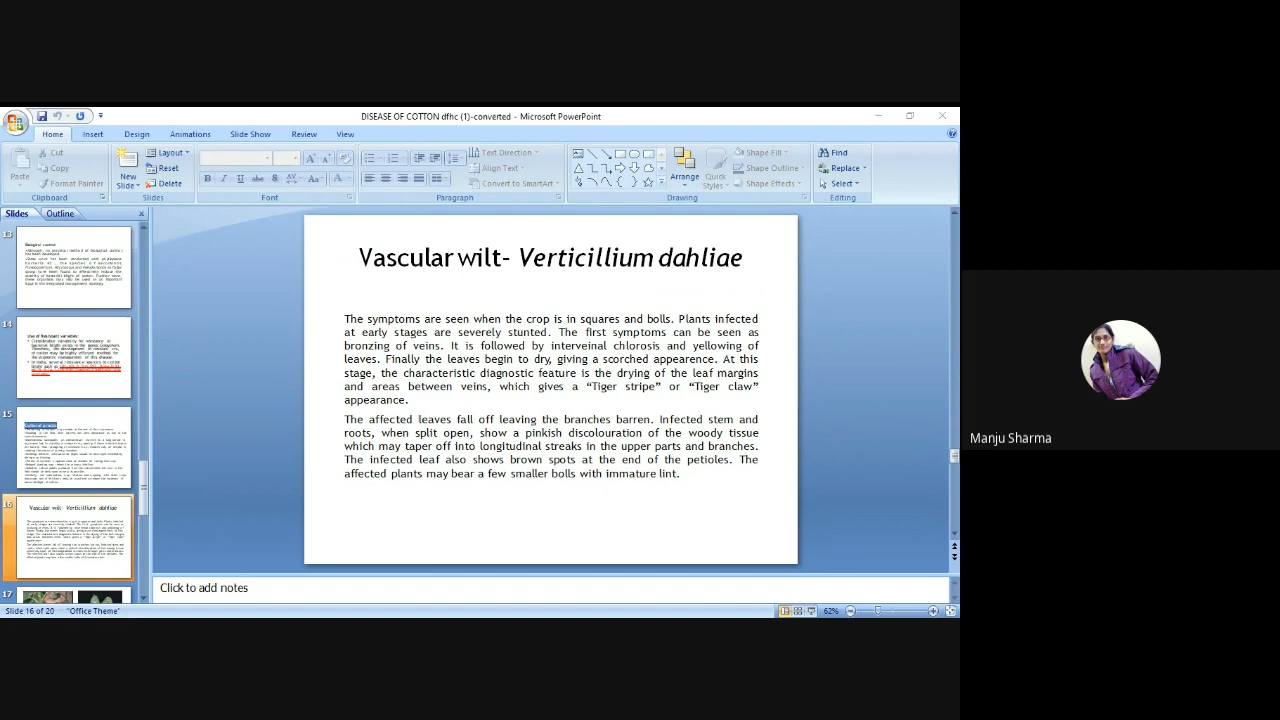 DISEASE OF COTTON dfhc (1)-converted - Microsoft PowerPoint
Home Insert Design Animations Slide Show Review View
Paste
Cut
Copy
Format Painter
Clipboard
New Slide
Layout
Reset
Delete
Slides
Font
Text Direction
Align Text
Convert to SmartArt
Paragraph
Arrange
Quick Styles
Shape Fill
Shape Outline
Shape Effects
Drawing
Find
Replace
Select
Editing
Slides Outline
13
14
15
16
Vascular wilt- Verticillium dahliae
17
Vascular wilt- Verticillium dahliae
The symptoms are seen when the crop is in squares and bolls. Plants infected
at early stages are severely stunted. The first symptoms can be seen as
bronzing of veins. It is followed by interveinal chlorosis and yellowing of
leaves. Finally the leaves begin to dry, giving a scorched appearance. At this
stage, the characteristic diagnostic feature is the drying of the leaf margins
and areas between veins, which gives a “Tiger stripe” or “Tiger claw”
appearance.
The affected leaves fall off leaving the branches barren. Infected stem and
roots, when split open, show a pinkish discolouration of the woody tissue
which may taper off into longitudinal streaks in the upper parts and branches.
The infected leaf also shows brown spots at the end of the petioles. The
affected plants may bear a few smaller bolls with immature lint.
Click to add notes
Slide 16 of 20 "Office Theme" 62%
Manju Sharma